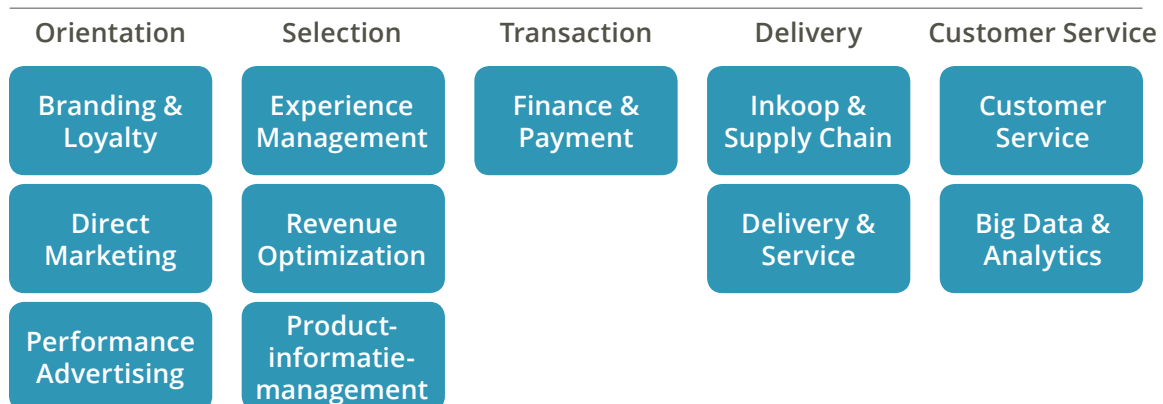 Orientation
Selection
Transaction
Delivery
Customer Service
Branding &
Loyalty
Experience
Management
Finance &
Payment
Inkoop &
Supply Chain
Customer
Service
Direct
Marketing
Revenue
Optimization
Delivery &
Service
Big Data &
Analytics
Performance
Advertising
Product-
informatie-
management